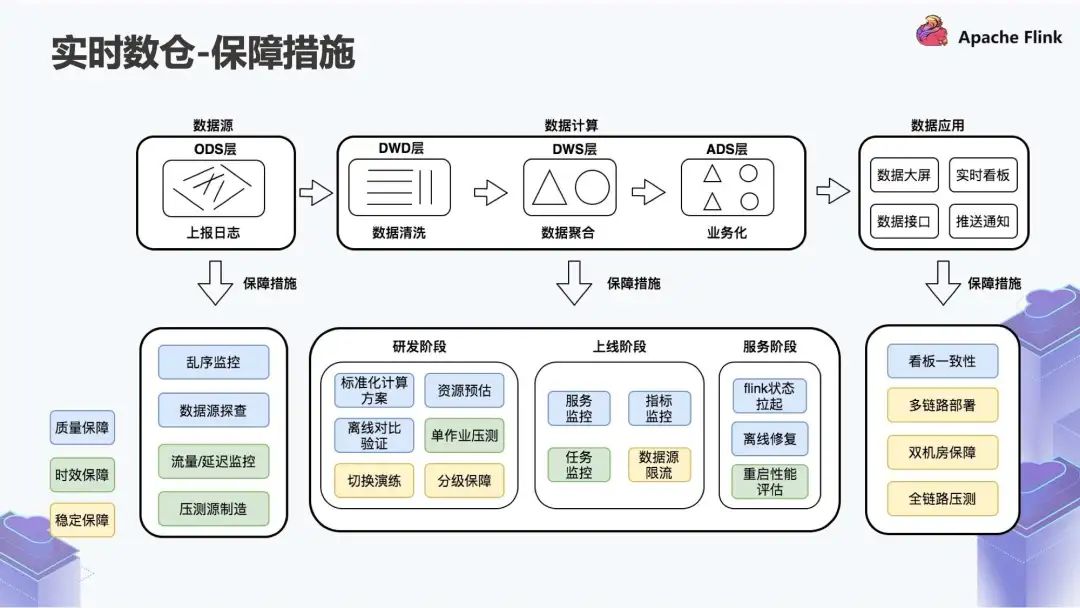 实时数仓-保障措施
Apache Flink
数据源
ODS层
上报日志
数据计算
DWD层
数据清洗
DWS层
数据聚合
ADS层
业务化
数据应用
数据大屏
实时看板
数据接口
推送通知
保障措施
保障措施
保障措施
质量保障
时效保障
稳定保障
乱序监控
数据源探查
流量/延迟监控
压测源制造
研发阶段
标准化计算
方案
资源预估
离线对比
验证
单作业压测
切换演练
分级保障
上线阶段
服务
监控
指标
监控
任务
监控
数据源
限流
服务阶段
flink状态
拉起
离线修复
重启性能
评估
看板一致性
多链路部署
双机房保障
全链路压测